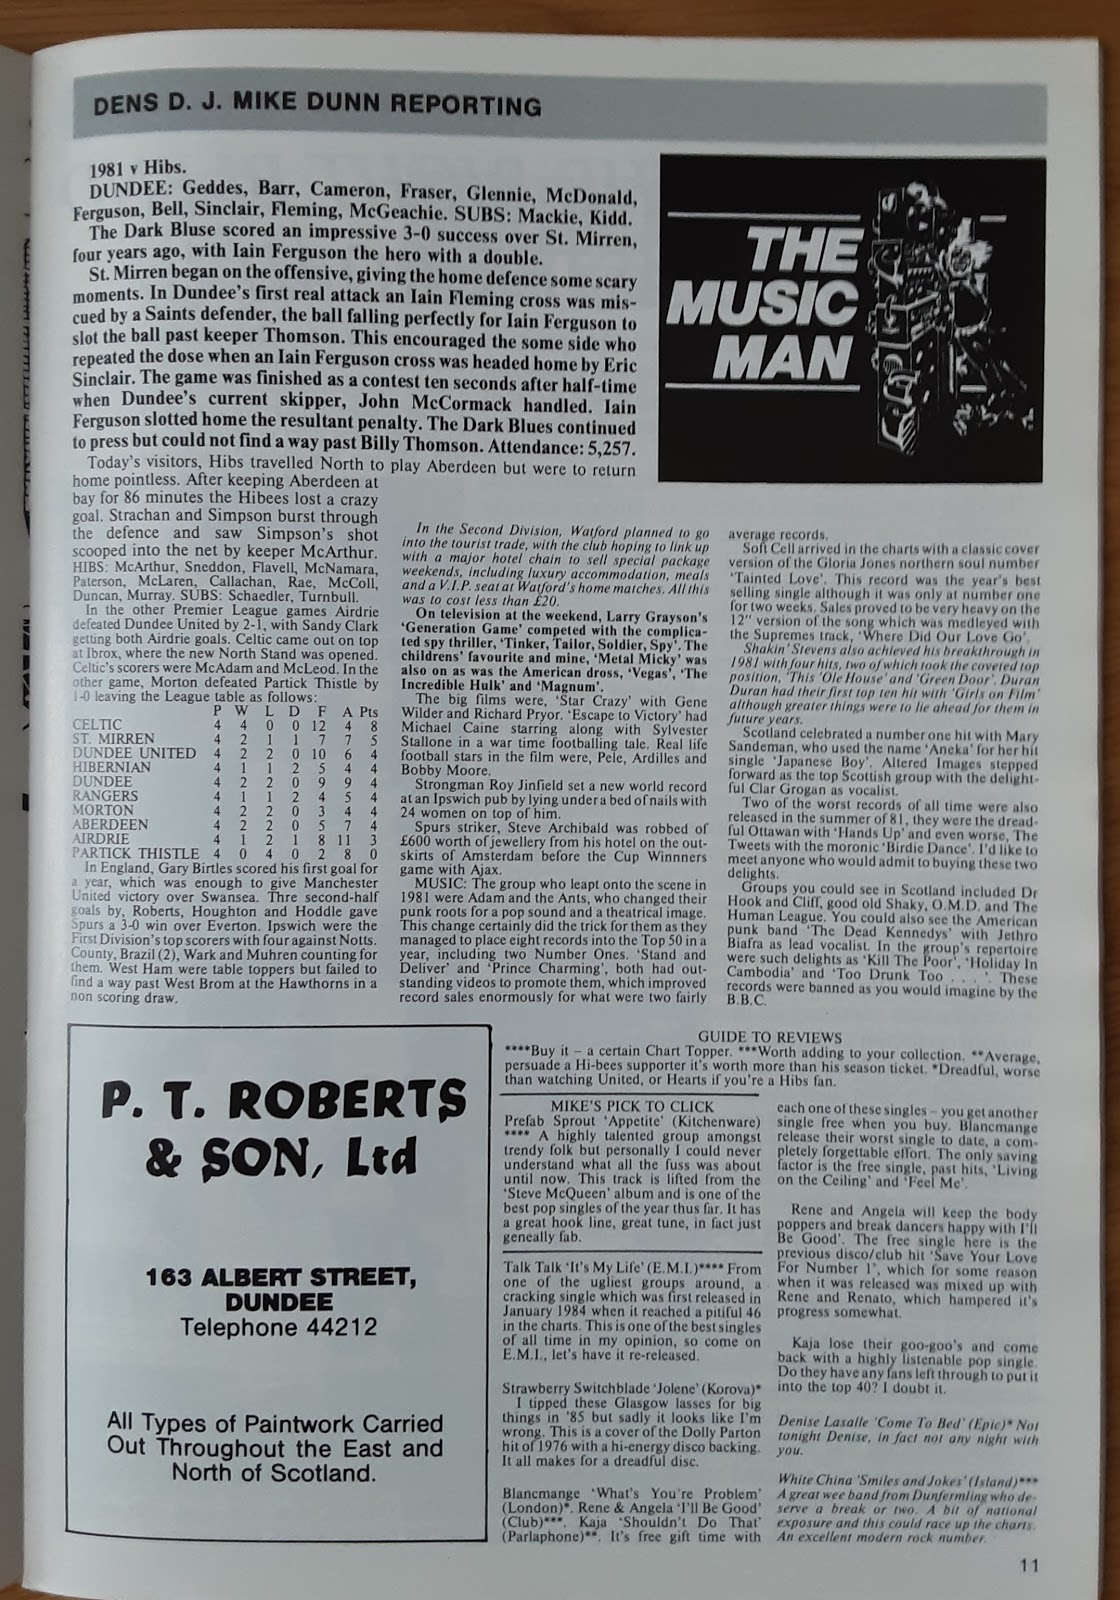 DENS D. J. MIKE DUNN REPORTING
1981 v Hibs.
DUNDEE: Geddes, Barr, Cameron, Fraser, Glennie, McDonald,
Ferguson, Bell, Sinclair, Fleming, McGeachie. SUBS: Mackie, Kidd.
The Dark Bluse scored an impressive 3-0 success over St. Mirren,
four years ago, with Iain Ferguson the hero with a double.
St. Mirren began on the offensive, giving the home defence some scary
moments. In Dundee's first real attack an Iain Fleming cross was mis-
cued by a Saints defender, the ball falling perfectly for Iain Ferguson to
slot the ball past keeper Thomson. This encouraged the some side who
repeated the dose when an Iain Ferguson cross was headed home by Eric
Sinclair. The game was finished as a contest ten seconds after half-time
when Dundee's current skipper, John McCormack handled. Iain
Ferguson slotted home the resultant penalty. The Dark Blues continued
to press but could not find a way past Billy Thomson. Attendance: 5,257.
Today's visitors, Hibs travelled North to play Aberdeen but were to return
home pointless. After keeping Aberdeen at
bay for 86 minutes the Hibees lost a crazy
goal. Strachan and Simpson burst through
the defence and saw Simpson's shot
scooped into the net by keeper McArthur.
HIBS: McArthur, Sneddon, Flavell, McNamara,
Paterson, McLaren, Callachan, Rae, McColl,
Duncan, Murray. SUBS: Schaedler, Turnbull.
In the other Premier League games Airdrie
defeated Dundee United by 2-1, with Sandy Clark
getting both Airdrie goals. Celtic came out on top
at Ibrox, where the new North Stand was opened.
Celtic's scorers were McAdam and McLeod. In the
other game, Morton defeated Partick Thistle by
1-0 leaving the League table as follows:
P W L D F A Pts
CELTIC 4 4 0 0 12 4 8
ST. MIRREN 4 2 1 1 7 7 5
DUNDEE UNITED 4 2 2 0 10 6 4
HIBERNIAN 4 1 1 2 5 4 4
DUNDEE 4 2 2 0 9 9 4
RANGERS 4 1 1 2 4 5 4
MORTON 4 2 2 0 3 4 4
ABERDEEN 4 2 2 0 5 7 4
AIRDRIE 4 1 2 1 8 11 3
PARTICK THISTLE 4 0 4 0 2 8 0
In England, Gary Birtles scored his first goal for
a year, which was enough to give Manchester
United victory over Swansea. Thre second-half
goals by, Roberts, Houghton and Hoddle gave
Spurs a 3-0 win over Everton. Ipswich were the
First Division's top scorers with four against Notts.
County, Brazil (2), Wark and Muhren counting for
them. West Ham were table toppers but failed to
find a way past West Brom at the Hawthorns in a
non scoring draw.
THE
MUSIC
MAN
In the Second Division, Watford planned to go
into the tourist trade, with the club hoping to link up
with a major hotel chain to sell special package
weekends, including luxury accommodation, meals
and a V.I.P. seat at Watford's home matches. All this
was to cost less than £20.
On television at the weekend, Larry Grayson's
'Generation Game' competed with the complica-
ted spy thriller, 'Tinker, Tailor, Soldier, Spy'. The
childrens' favourite and mine, 'Metal Micky' was
also on as was the American dross, 'Vegas', 'The
Incredible Hulk' and 'Magnum'.
The big films were, 'Star Crazy' with Gene
Wilder and Richard Pryor. 'Escape to Victory' had
Michael Caine starring along with Sylvester
Stallone in a war time footballing tale. Real life
football stars in the film were, Pele, Ardilles and
Bobby Moore.
Strongman Roy Jinfield set a new world record
at an Ipswich pub by lying under a bed of nails with
24 women on top of him.
Spurs striker, Steve Archibald was robbed of
£600 worth of jewellery from his hotel on the out-
skirts of Amsterdam before the Cup Winnners
game with Ajax.
MUSIC: The group who leapt onto the scene in
1981 were Adam and the Ants, who changed their
punk roots for a pop sound and a theatrical image.
This change certainly did the trick for them as they
managed to place eight records into the Top 50 in a
year, including two Number Ones. 'Stand and
Deliver' and 'Prince Charming', both had out-
standing videos to promote them, which improved
record sales enormously for what were two fairly
average records.
Soft Cell arrived in the charts with a classic cover
version of the Gloria Jones northern soul number
'Tainted Love'. This record was the year's best
selling single although it was only at number one
for two weeks. Sales proved to be very heavy on the
12" version of the song which was medleyed with
the Supremes track, 'Where Did Our Love Go'.
Shakin' Stevens also achieved his breakthrough in
1981 with four hits, two of which took the coveted top
position, 'This 'Ole House' and 'Green Door'. Duran
Duran had their first top ten hit with 'Girls on Film'
although greater things were to lie ahead for them in
future years.
Scotland celebrated a number one hit with Mary
Sandeman, who used the name 'Aneka' for her hit
single 'Japanese Boy'. Altered Images stepped
forward as the top Scottish group with the delight-
ful Clar Grogan as vocalist.
Two of the worst records of all time were also
released in the summer of 81, they were the dread-
ful Ottawan with 'Hands Up' and even worse, The
Tweets with the moronic 'Birdie Dance'. I'd like to
meet anyone who would admit to buying these two
delights.
Groups you could see in Scotland included Dr
Hook and Cliff, good old Shaky, O.M.D. and The
Human League. You could also see the American
punk band 'The Dead Kennedys' with Jethro
Biafra as lead vocalist. In the group's repertoire
were such delights as 'Kill The Poor', 'Holiday In
Cambodia' and 'Too Drunk Too . . . .'. These
records were banned as you would imagine by the
B.B.C.
P. T. ROBERTS
& SON, Ltd
163 ALBERT STREET,
DUNDEE
Telephone 44212
All Types of Paintwork Carried
Out Throughout the East and
North of Scotland.
GUIDE TO REVIEWS
****Buy it – a certain Chart Topper. ***Worth adding to your collection. **Average,
persuade a Hi-bees supporter it's worth more than his season ticket. *Dreadful, worse
than watching United, or Hearts if you're a Hibs fan.
MIKE'S PICK TO CLICK
Prefab Sprout 'Appetite' (Kitchenware)
**** A highly talented group amongst
trendy folk but personally I could never
understand what all the fuss was about
until now. This track is lifted from the
'Steve McQueen' album and is one of the
best pop singles of the year thus far. It has
a great hook line, great tune, in fact just
geneally fab.
Talk Talk 'It's My Life' (E.M.I.)**** From
one of the ugliest groups around, a
cracking single which was first released in
January 1984 when it reached a pitiful 46
in the charts. This is one of the best singles
of all time in my opinion, so come on
E.M.I., let's have it re-released.
Strawberry Switchblade 'Jolene' (Korova)*
I tipped these Glasgow lasses for big
things in '85 but sadly it looks like I'm
wrong. This is a cover of the Dolly Parton
hit of 1976 with a hi-energy disco backing.
It all makes for a dreadful disc.
Blancmange 'What's You're Problem'
(London)*. Rene & Angela 'I'll Be Good'
(Club)***. Kaja 'Shouldn't Do That'
(Parlaphone)**. It's free gift time with
each one of these singles – you get another
single free when you buy. Blancmange
release their worst single to date, a com-
pletely forgettable effort. The only saving
factor is the free single, past hits, 'Living
on the Ceiling' and 'Feel Me'.
Rene and Angela will keep the body
poppers and break dancers happy with I'll
Be Good'. The free single here is the
previous disco/club hit 'Save Your Love
For Number 1', which for some reason
when it was released was mixed up with
Rene and Renato, which hampered it's
progress somewhat.
Kaja lose their goo-goo's and come
back with a highly listenable pop single.
Do they have any fans left through to put it
into the top 40? I doubt it.
Denise Lasalle 'Come To Bed' (Epic)* Not
tonight Denise, in fact not any night with
you.
White China 'Smiles and Jokes' (Island)***
A great wee band from Dunfermling who de-
serve a break or two. A bit of national
exposure and this could race up the charts.
An excellent modern rock number.
11